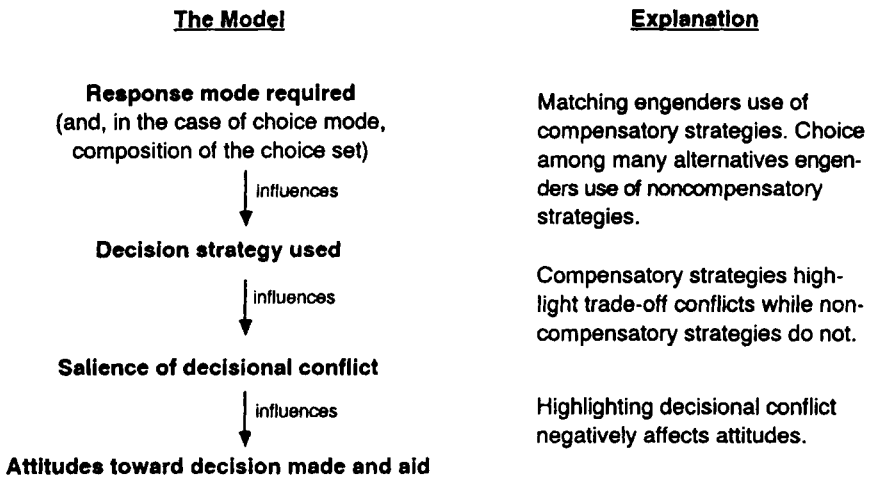 The Model
Response mode required
(and, in the case of choice mode,
composition of the choice set)
influences
Decision strategy used
influences
Salience of decisional conflict
influences
Attitudes toward decision made and aid
Explanation
Matching engenders use of
compensatory strategies. Choice
among many alternatives engen-
ders use of noncompensatory
strategies.
Compensatory strategies high-
light trade-off conflicts while non-
compensatory strategies do not.
Highlighting decisional conflict
negatively affects attitudes.